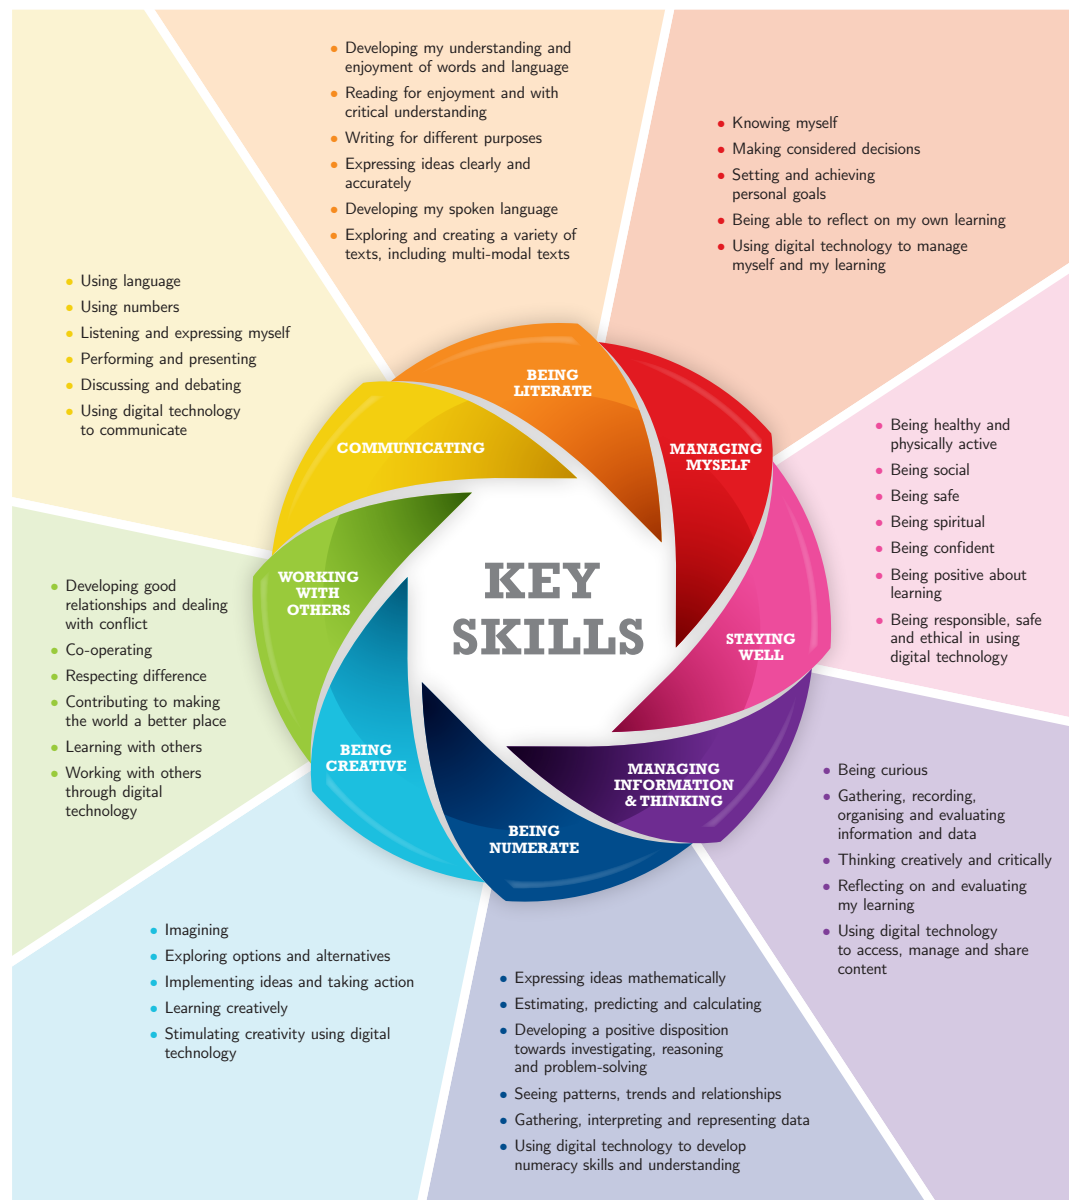 • Developing my understanding and
enjoyment of words and language
• Reading for enjoyment and with
critical understanding
• Writing for different purposes
• Expressing ideas clearly and
accurately
• Developing my spoken language
• Exploring and creating a variety of
texts, including multi-modal texts
• Knowing myself
• Making considered decisions
• Setting and achieving
personal goals
• Being able to reflect on my own learning
• Using digital technology to manage
myself and my learning
• Using language
• Using numbers
• Listening and expressing myself
• Performing and presenting
• Discussing and debating
• Using digital technology
to communicate
BEING
LITERATE
COMMUNICATING
MANAGING
MYSELF
• Being healthy and
physically active
• Being social
• Being safe
• Being spiritual
• Being confident
• Being positive about
learning
• Being responsible, safe
and ethical in using
digital technology
WORKING
WITH
OTHERS
KEY
SKILLS
STAYING
WELL
• Developing good
relationships and dealing
with conflict
• Co-operating
• Respecting difference
• Contributing to making
the world a better place
• Learning with others
• Working with others
through digital
technology
BEING
CREATIVE
MANAGING
INFORMATION
& THINKING
BEING
NUMERATE
• Being curious
• Gathering, recording,
organising and evaluating
information and data
• Thinking creatively and critically
• Reflecting on and evaluating
my learning
• Using digital technology
to access, manage and share
content
• Imagining
• Exploring options and alternatives
• Implementing ideas and taking action
• Learning creatively
• Stimulating creativity using digital
technology
• Expressing ideas mathematically
• Estimating, predicting and calculating
• Developing a positive disposition
towards investigating, reasoning
and problem-solving
• Seeing patterns, trends and relationships
• Gathering, interpreting and representing data
• Using digital technology to develop
numeracy skills and understanding